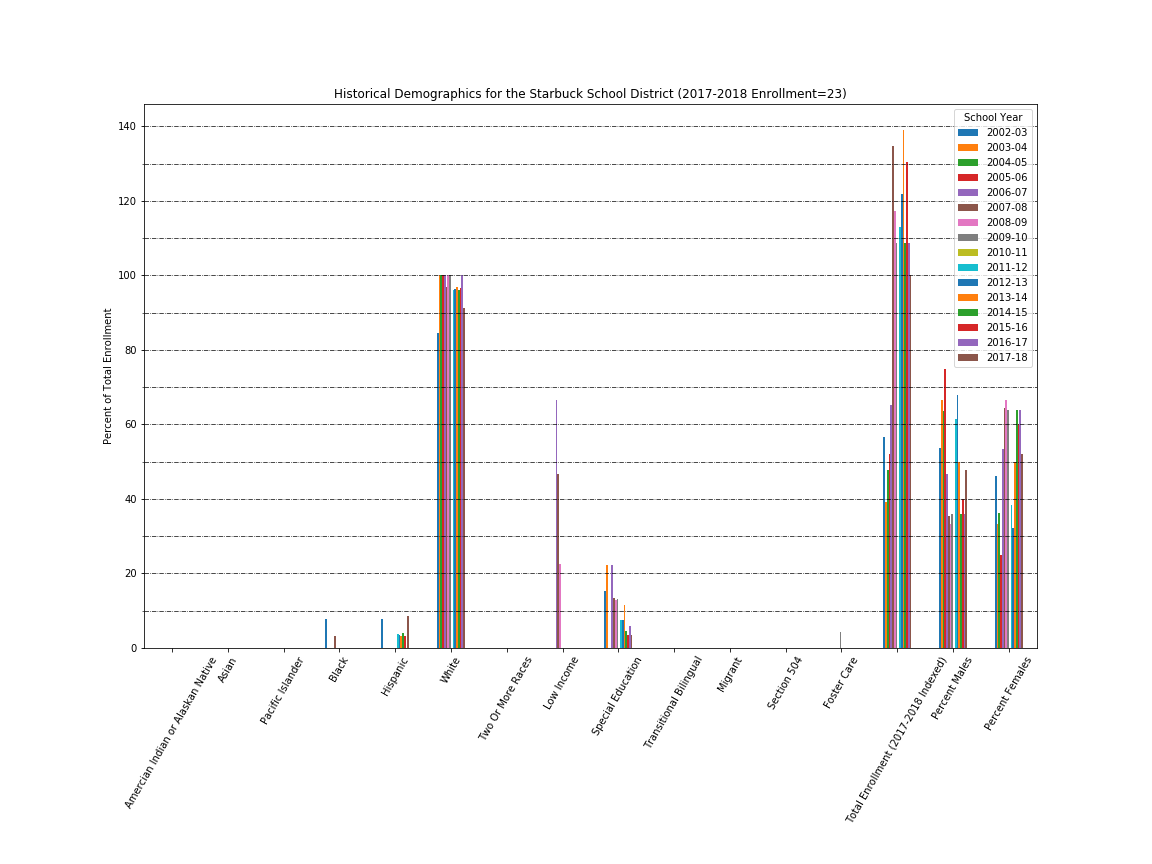 Historical Demographics for the Starbuck School District (2017-2018 Enrollment=23)
School Year
2002-03
2003-04
2004-05
2005-06
2006-07
2007-08
2008-09
2009-10
2010-11
2011-12
2012-13
2013-14
2014-15
2015-16
2016-17
2017-18
Percent of Total Enrollment
140
120
100
80
60
40
20
0
Amercian Indian or Alaskan Native
Asian
Pacific Islander
Black
Hispanic
White
Two Or More Races
Low Income
Special Education
Transitional Bilingual
Migrant
Section 504
Foster Care
Total Enrollment (2017-2018 Indexed)
Percent Males
Percent Females